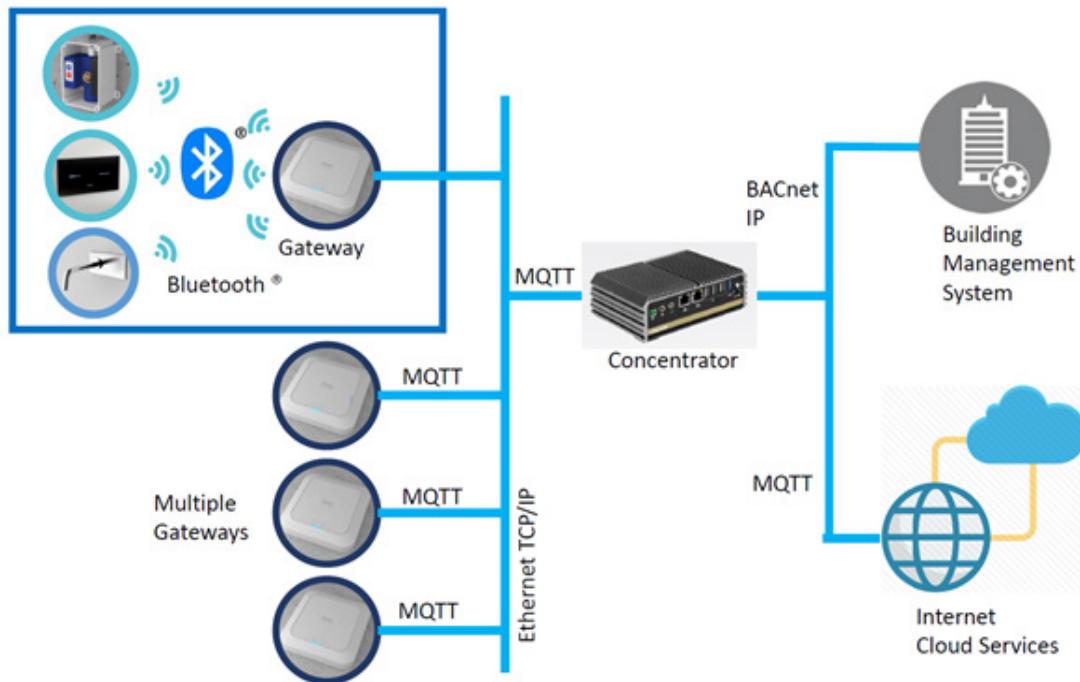 ®
Gateway
Bluetooth ®
MQTT
Multiple
Gateways
MQTT
MQTT
Ethernet TCP/IP
MQTT
Concentrator
BACnet
IP
Building
Management
System
MQTT
Internet
Cloud Services